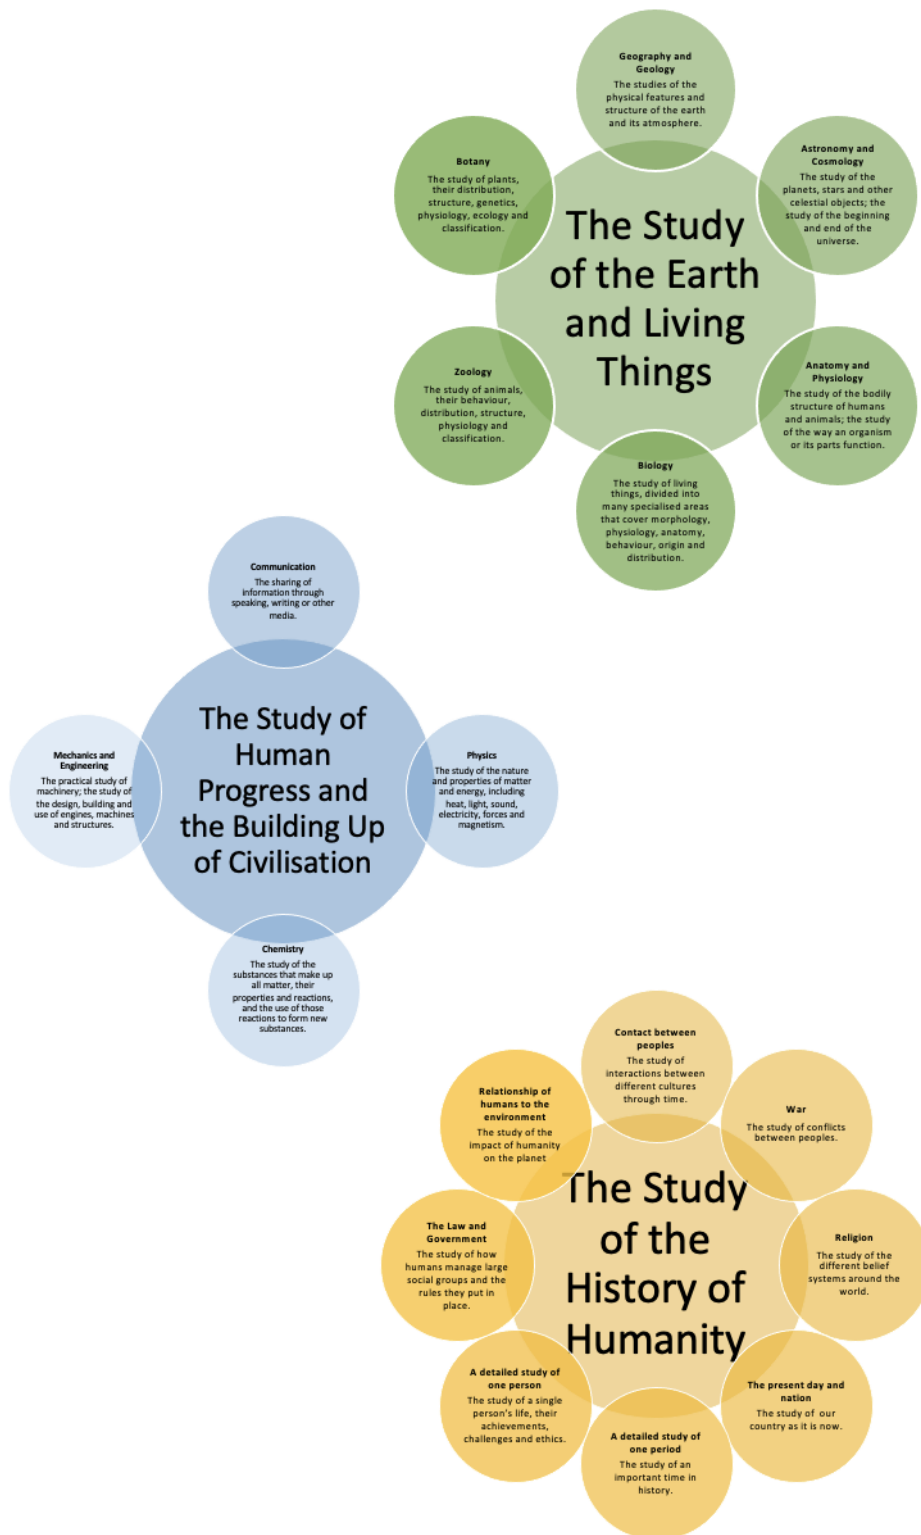 Geography and
Geology
The studies of the
physical features and
structure of the earth
and its atmosphere.
Botany
The study of plants,
their distribution,
structure, genetics,
physiology, ecology and
classification.
Astronomy and
Cosmology
The study of the
planets, stars and other
celestial objects; the
study of the beginning
and end of the
universe.
The Study
of the Earth
and Living
Things
Zoology
The study of animals,
their behaviour,
distribution, structure,
physiology and
classification.
Anatomy and
Physiology
The study of the bodily
structure of humans
and animals; the study
of the way an organism
or its parts function.
Biology
The study of living
things, divided into
many specialised areas
that cover morphology,
physiology, anatomy,
behaviour, origin and
distribution.
Communication
The sharing of
information through
speaking, writing or other
media.
The Study of
Human
Progress and
the Building Up
of Civilisation
Mechanics and
Engineering
The practical study of
machinery; the study of
the design, building and
use of engines, machines
and structures.
Physics
The study of the nature
and properties of matter
and energy, including
heat, light, sound,
electricity, forces and
magnetism.
Chemistry
The study of the
substances that make up
all matter, their
properties and reactions,
and the use of those
reactions to form new
substances.
Contact between
peoples
The study of
interactions between
different cultures
through time.
Relationship of
humans to the
environment
The study of the
impact of humanity
on the planet
War
The study of conflicts
between peoples.
The Study
of the
History of
Humanity
The Law and
Government
The study of how
humans manage large
social groups and the
rules they put in
place.
Religion
The study of the
different belief
systems around the
world.
A detailed study of
one person
The study of a single
person's life, their
achievements,
challenges and ethics.
The present day and
nation
The study of our
country as it is now.
A detailed study of
one period
The study of an
important time in
history.